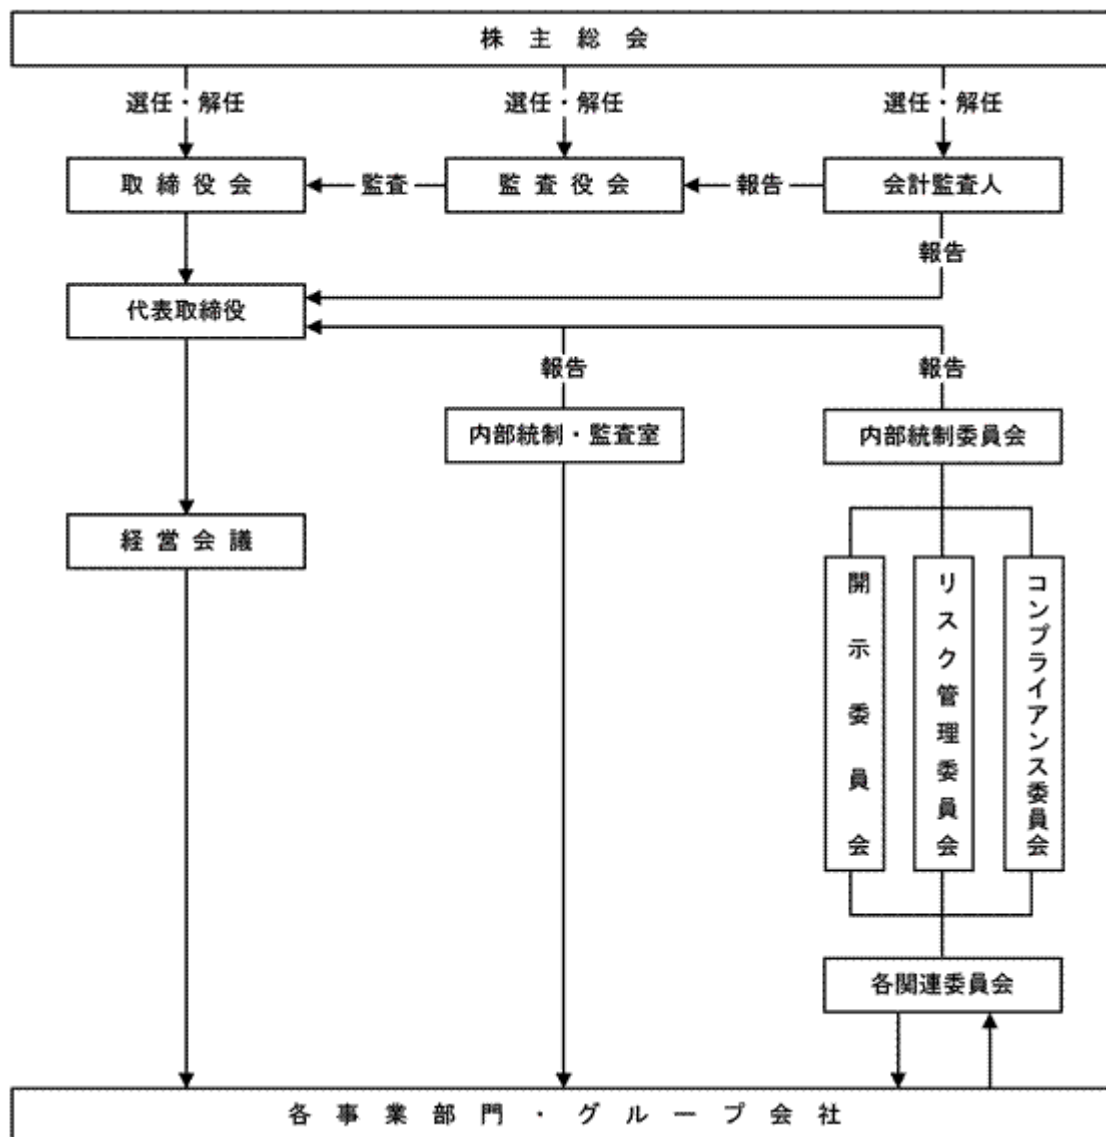 株主総会
選任・解任
選任・解任
選任・解任
取締役会
監査
監査役会
報告
会計監査人
報告
代表取締役
報告
報告
内部統制・監査室
内部統制委員会
経営会議
開示委員会
リスク管理委員会
コンプライアンス委員会
各関連委員会
各事業部門・グループ会社